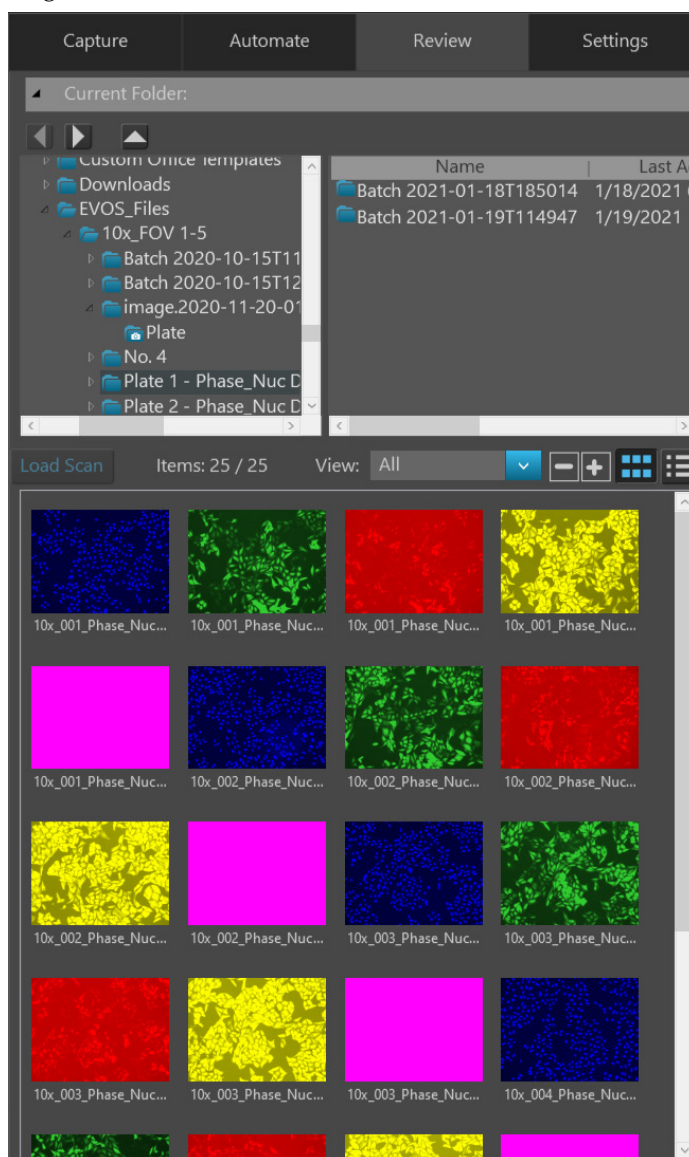 Capture Automate Review Settings
Current Folder:
Custom Office Templates
Downloads
EVOS_Files
10x_FOV 1-5
Batch 2020-10-15T11
Batch 2020-10-15T12
image.2020-11-20-01
Plate
No. 4
Plate 1 - Phase_Nuc D
Plate 2 - Phase_Nuc D
Name Last A
Batch 2021-01-18T185014 1/18/2021
Batch 2021-01-19T114947 1/19/2021
Load Scan Items: 25 / 25 View: All
10x_001_Phase_Nuc... 10x_001_Phase_Nuc... 10x_001_Phase_Nuc... 10x_001_Phase_Nuc...
10x_001_Phase_Nuc... 10x_002_Phase_Nuc... 10x_002_Phase_Nuc... 10x_002_Phase_Nuc...
10x_002_Phase_Nuc... 10x_002_Phase_Nuc... 10x_003_Phase_Nuc... 10x_003_Phase_Nuc...
10x_003_Phase_Nuc... 10x_003_Phase_Nuc... 10x_003_Phase_Nuc... 10x_004_Phase_Nuc...